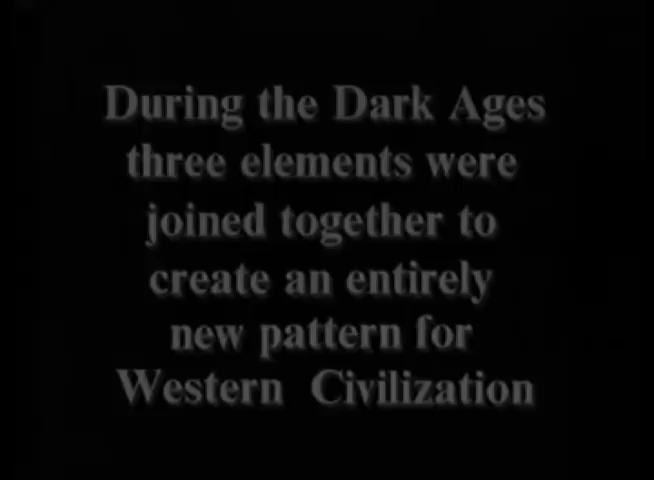 During the Dark Ages
three elements were
joined together to
create an entirely
new pattern for
Western Civilization